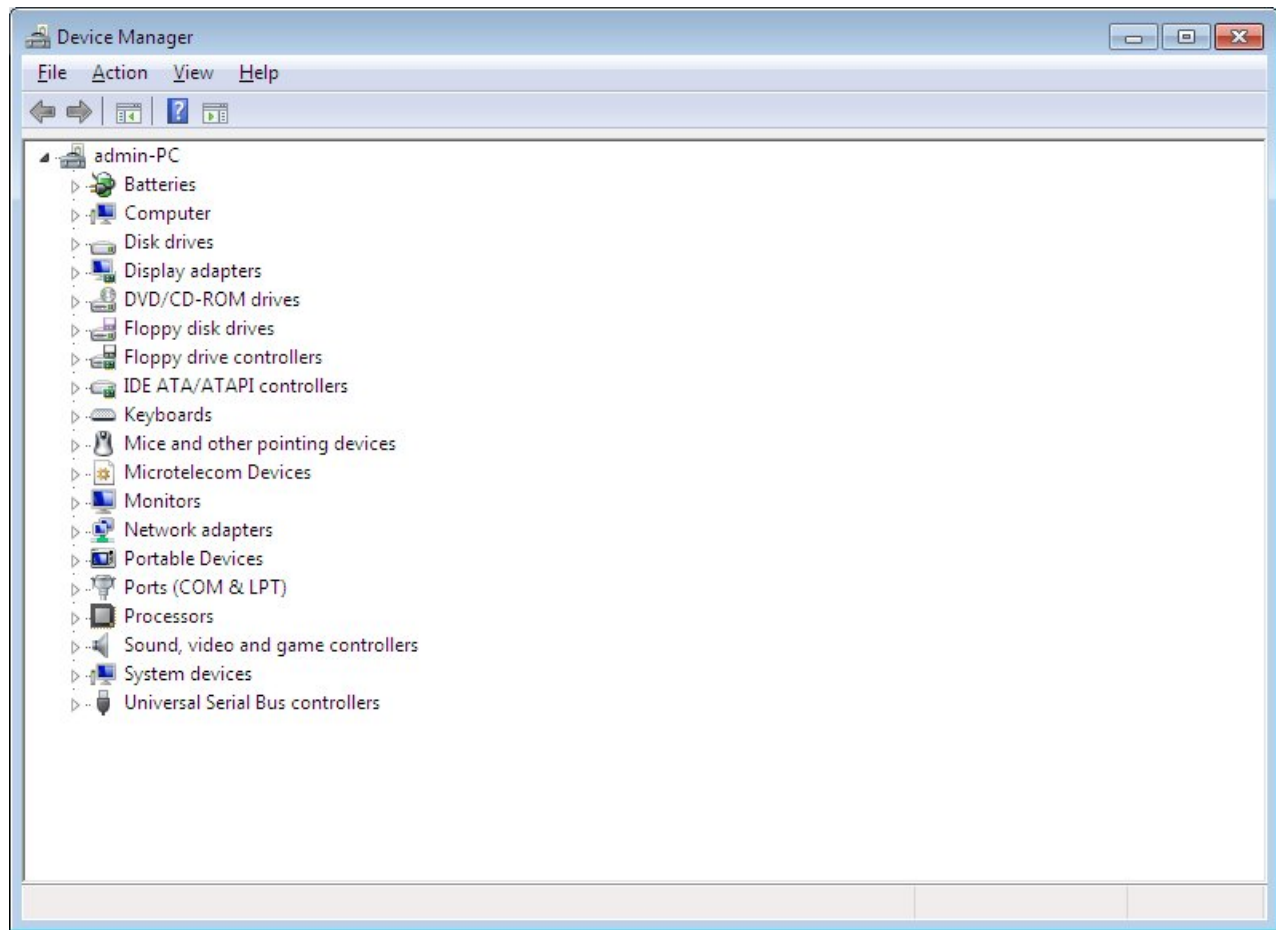 Device Manager
File Action View Help
admin-PC
Batteries
Computer
Disk drives
Display adapters
DVD/CD-ROM drives
Floppy disk drives
Floppy drive controllers
IDE ATA/ATAPI controllers
Keyboards
Mice and other pointing devices
Microtelecom Devices
Monitors
Network adapters
Portable Devices
Ports (COM & LPT)
Processors
Sound, video and game controllers
System devices
Universal Serial Bus controllers